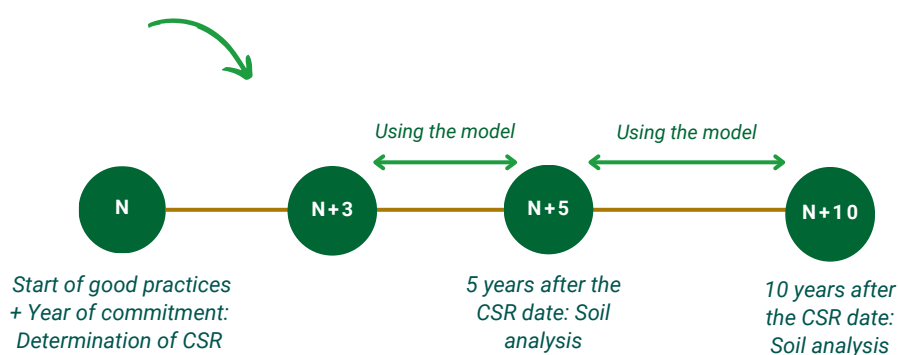 Using the model
Using the model
N
N+3
N+5
N+10
Start of good practices
+ Year of commitment:
Determination of CSR
5 years after the
CSR date: Soil
analysis
10 years after
the CSR date:
Soil analysis